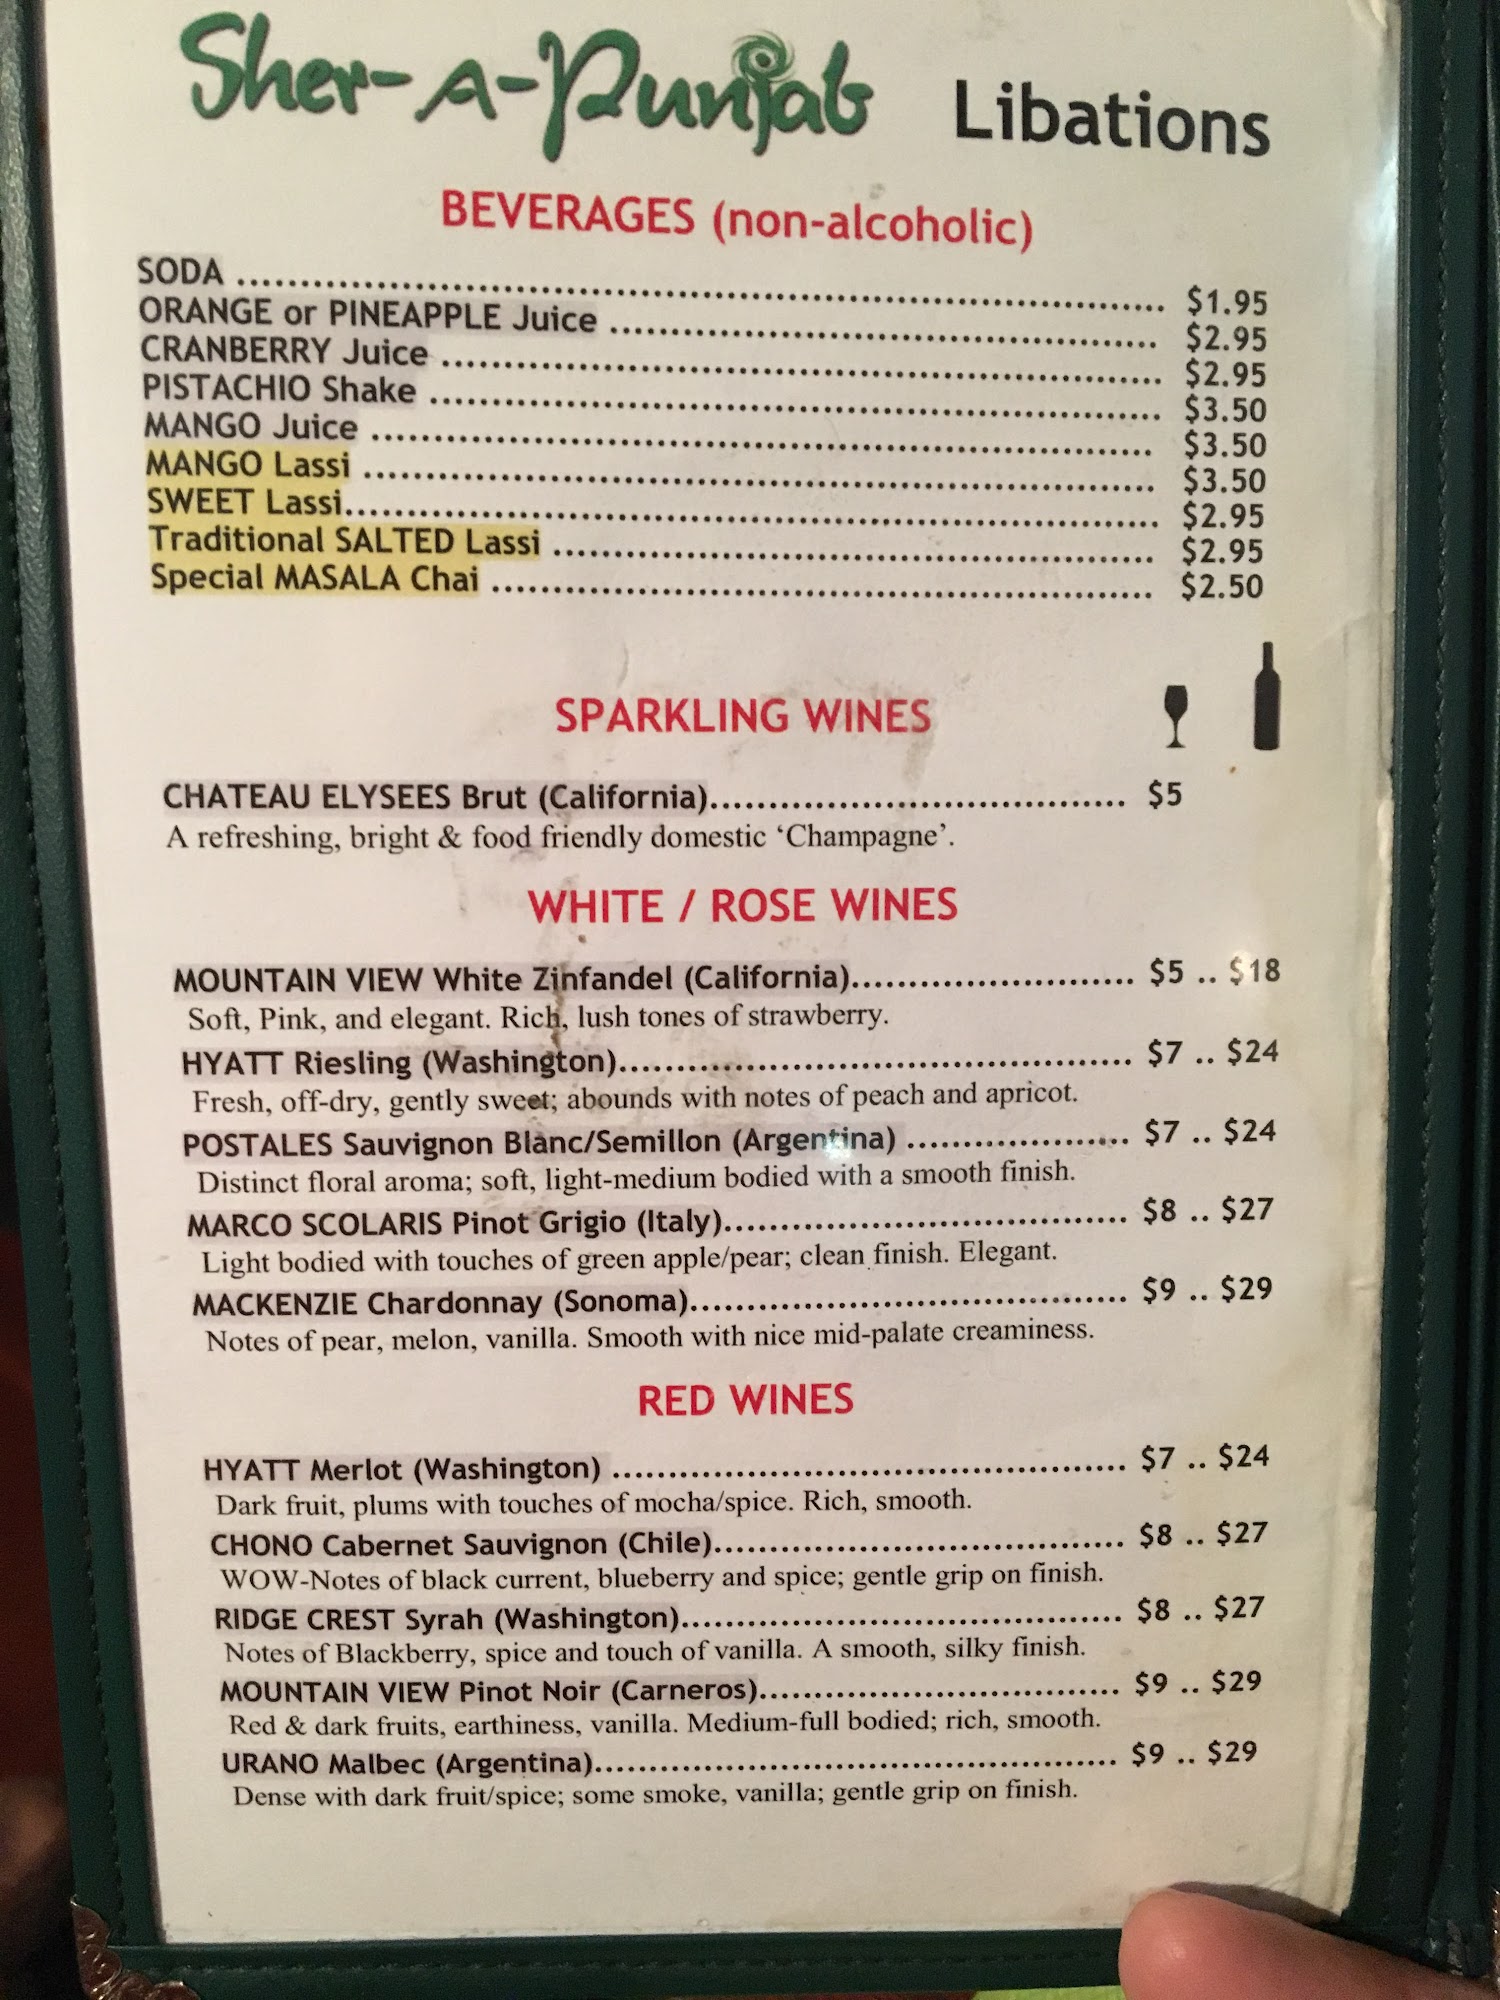 Sher-A-Punjab Libations
BEVERAGES (non-alcoholic)
SODA ........................ $1.95
ORANGE or PINEAPPLE Juice ........................ $2.95
CRANBERRY Juice ........................ $2.95
PISTACHIO Shake ........................ $3.50
MANGO Juice ........................ $3.50
MANGO Lassi ........................ $3.50
SWEET Lassi........................ $2.95
Traditional SALTED Lassi ........................ $2.95
Special MASALA Chai ........................ $2.50
SPARKLING WINES
CHATEAU ELYSEES Brut (California)........................ $5
A refreshing, bright & food friendly domestic ‘Champagne’.
WHITE / ROSE WINES
MOUNTAIN VIEW White Zinfandel (California)........................ $5 .. $18
Soft, Pink, and elegant. Rich, lush tones of strawberry.
HYATT Riesling (Washington)........................ $7 .. $24
Fresh, off-dry, gently sweet; abounds with notes of peach and apricot.
POSTALES Sauvignon Blanc/Semillon (Argentina) ........................ $7 .. $24
Distinct floral aroma; soft, light-medium bodied with a smooth finish.
MARCO SCOLARIS Pinot Grigio (Italy)........................ $8 .. $27
Light bodied with touches of green apple/pear; clean finish. Elegant.
MACKENZIE Chardonnay (Sonoma)........................ $9 .. $29
Notes of pear, melon, vanilla. Smooth with nice mid-palate creaminess.
RED WINES
HYATT Merlot (Washington) ........................ $7 .. $24
Dark fruit, plums with touches of mocha/spice. Rich, smooth.
CHONO Cabernet Sauvignon (Chile)........................ $8 .. $27
WOW-Notes of black current, blueberry and spice; gentle grip on finish.
RIDGE CREST Syrah (Washington)........................ $8 .. $27
Notes of Blackberry, spice and touch of vanilla. A smooth, silky finish.
MOUNTAIN VIEW Pinot Noir (Carneros)........................ $9 .. $29
Red & dark fruits, earthiness, vanilla. Medium-full bodied; rich, smooth.
URANO Malbec (Argentina)........................ $9 .. $29
Dense with dark fruit/spice; some smoke, vanilla; gentle grip on finish.